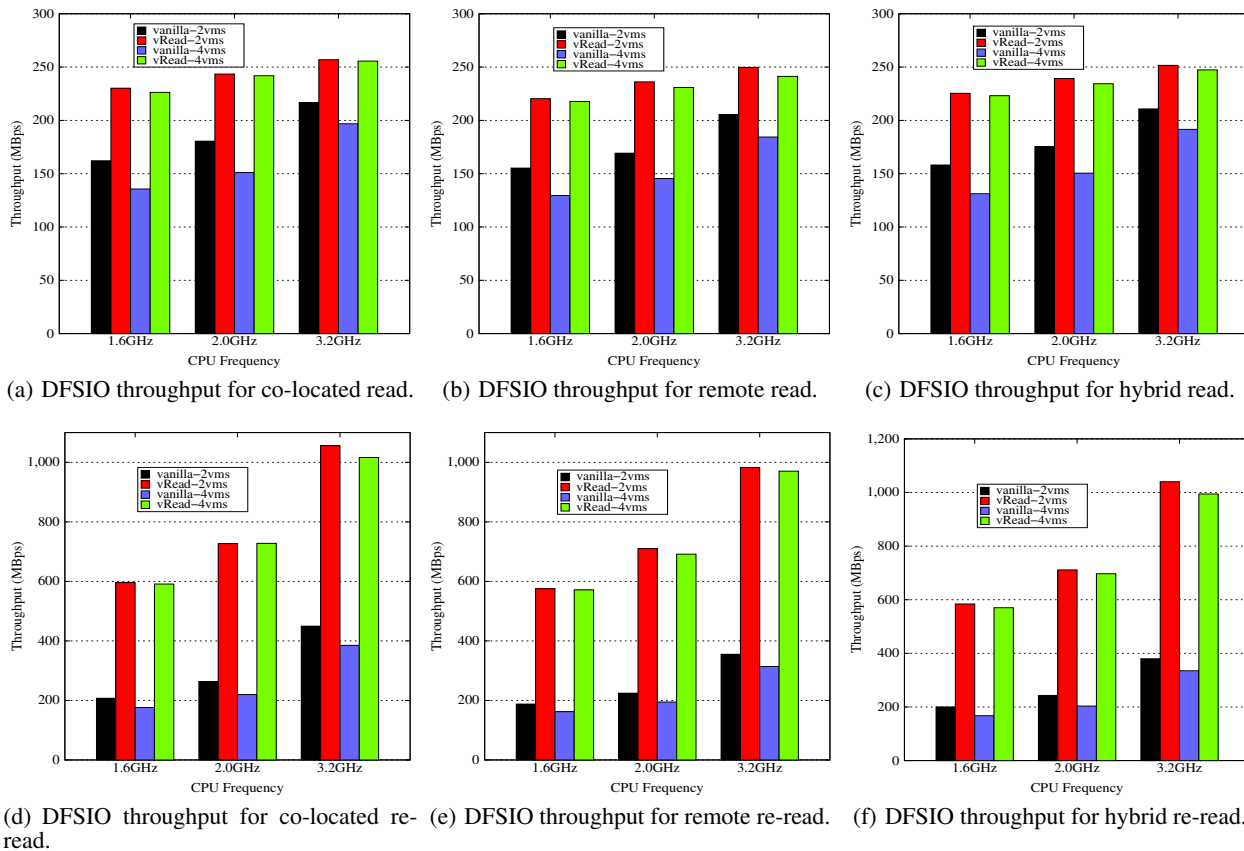 300
250
200
150
100
50
0
Throughput (MBps)
vanilla−2vms
vRead−2vms
vanilla−4vms
vRead−4vms
1.6GHz 2.0GHz 3.2GHz
CPU Frequency
(a) DFSIO throughput for co-located read.
300
250
200
150
100
50
0
Throughput (MBps)
vanilla−2vms
vRead−2vms
vanilla−4vms
vRead−4vms
1.6GHz 2.0GHz 3.2GHz
CPU Frequency
(b) DFSIO throughput for remote read.
300
250
200
150
100
50
0
Throughput (MBps)
vanilla−2vms
vRead−2vms
vanilla−4vms
vRead−4vms
1.6GHz 2.0GHz 3.2GHz
CPU Frequency
(c) DFSIO throughput for hybrid read.
1,000
800
600
400
200
0
Throughput (MBps)
vanilla−2vms
vRead−2vms
vanilla−4vms
vRead−4vms
1.6GHz 2.0GHz 3.2GHz
CPU Frequency
(d) DFSIO throughput for co-located re-
read.
1,000
800
600
400
200
0
Throughput (MBps)
vanilla−2vms
vRead−2vms
vanilla−4vms
vRead−4vms
1.6GHz 2.0GHz 3.2GHz
CPU Frequency
(e) DFSIO throughput for remote re-read.
1,200
1,000
800
600
400
200
0
Throughput (MBps)
vanilla−2vms
vRead−2vms
vanilla−4vms
vRead−4vms
1.6GHz 2.0GHz 3.2GHz
CPU Frequency
(f) DFSIO throughput for hybrid re-read.